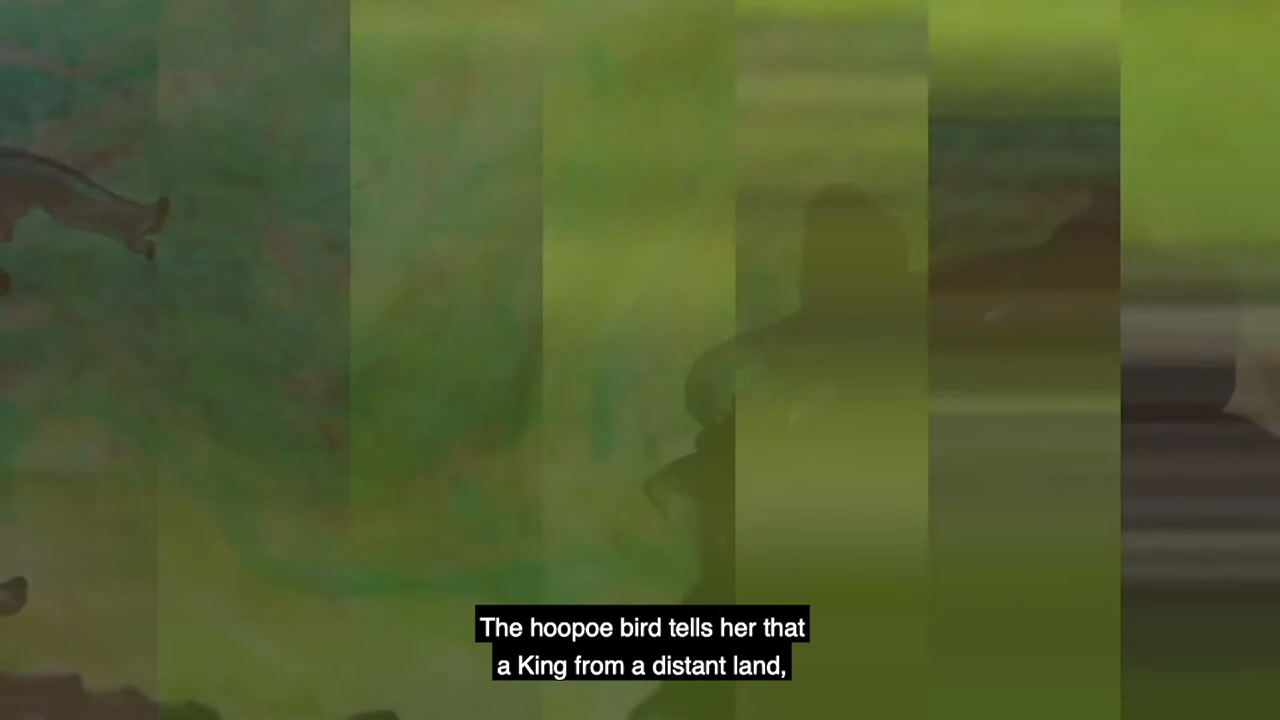 The hoopoe bird tells her that
a King from a distant land,